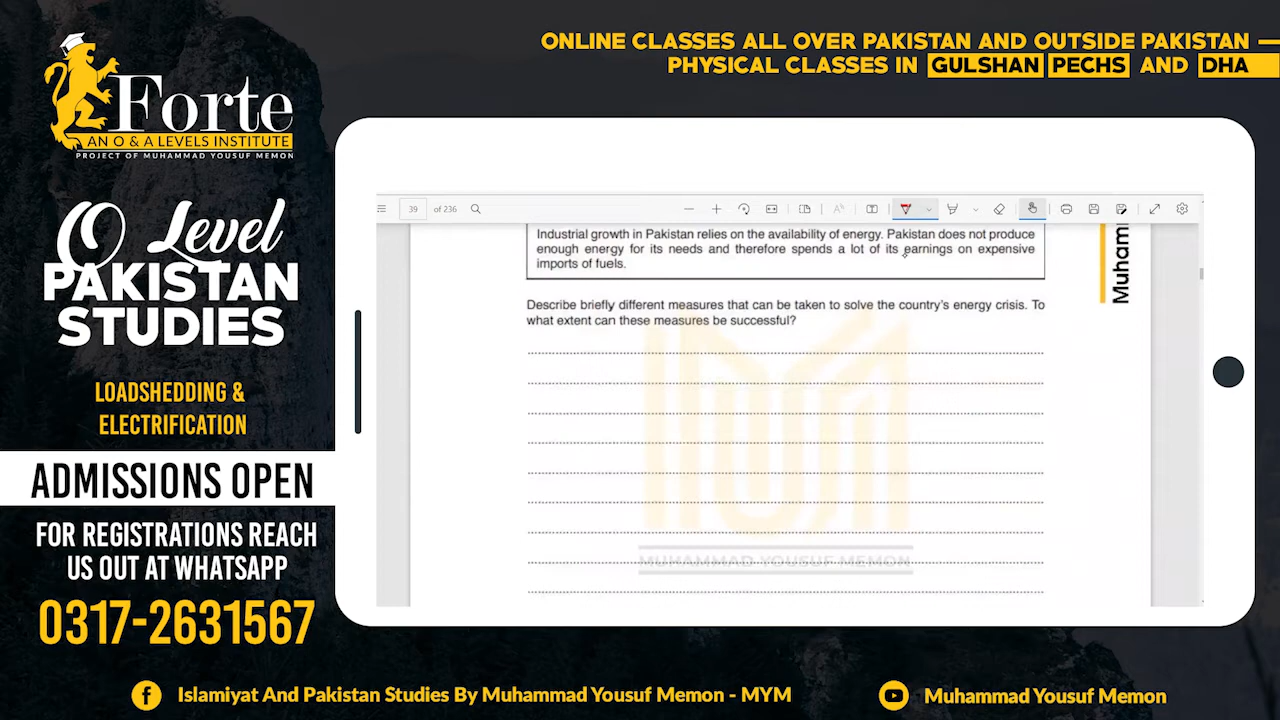 ONLINE CLASSES ALL OVER PAKISTAN AND OUTSIDE PAKISTAN —
PHYSICAL CLASSES IN GULSHAN PECHS AND DHA
Forte
AN O & A LEVELS INSTITUTE
PROJECT OF MUHAMMAD YOUSUF MEMON
O Level
PAKISTAN
STUDIES
LOADSHEDDING &
ELECTRIFICATION
ADMISSIONS OPEN
FOR REGISTRATIONS REACH
US OUT AT WHATSAPP
0317-2631567
39 of 236
Industrial growth in Pakistan relies on the availability of energy. Pakistan does not produce
enough energy for its needs and therefore spends a lot of its earnings on expensive
imports of fuels.
Describe briefly different measures that can be taken to solve the country's energy crisis. To
what extent can these measures be successful?
MUHAMMAD YOUSUF MEMON
Muham
Islamiyat And Pakistan Studies By Muhammad Yousuf Memon - MYM
Muhammad Yousuf Memon